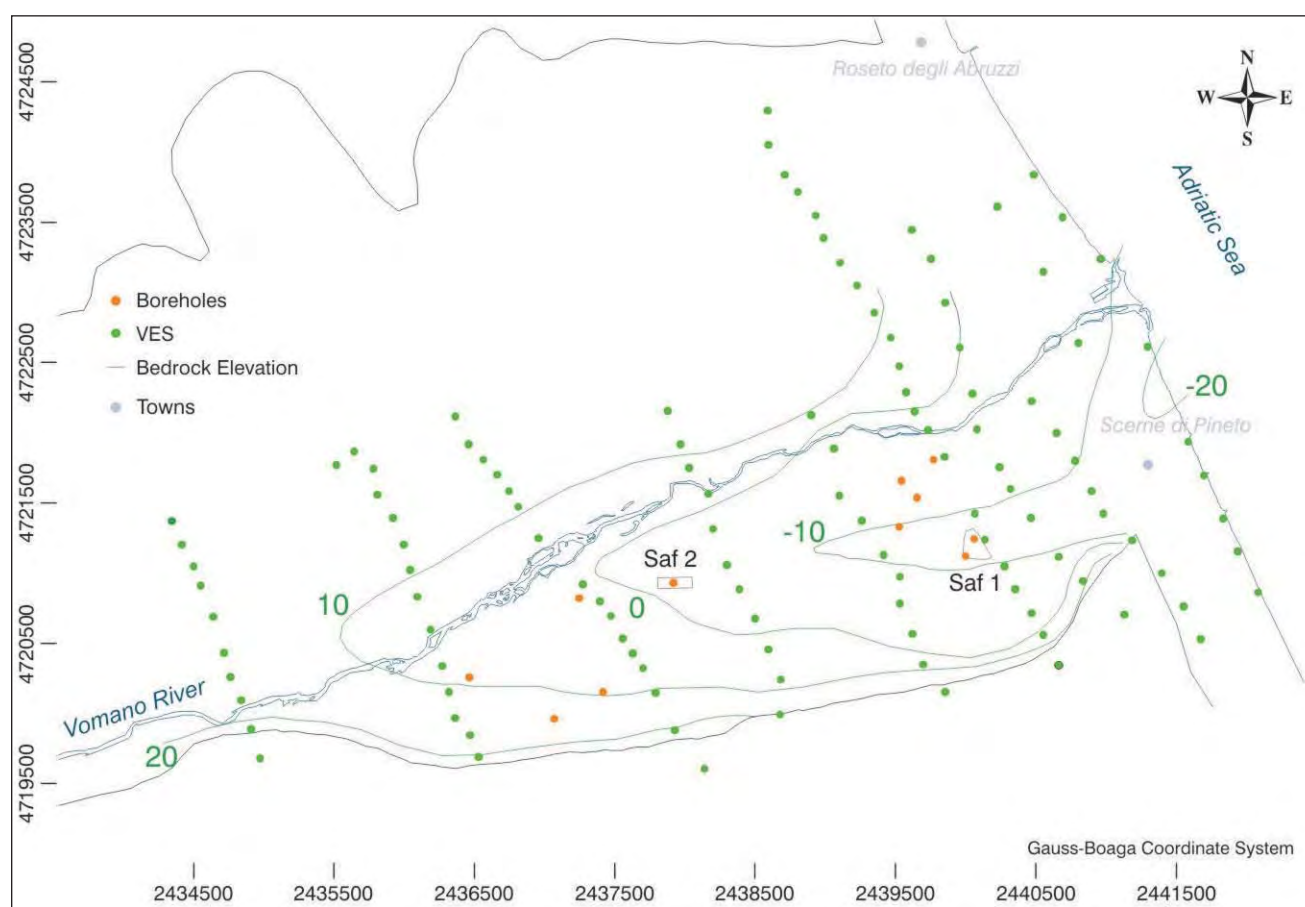 4724500
4723500
4722500
4721500
4720500
4719500
Roseto degli Abruzzi
N
W
E
S
Adriatic Sea
Boreholes
VES
Bedrock Elevation
Towns
-20
Scerne di Pineto
-10
Saf 2
Saf 1
10
0
Vomano River
20
Gauss-Boaga Coordinate System
2434500
2435500
2436500
2437500
2438500
2439500
2440500
2441500